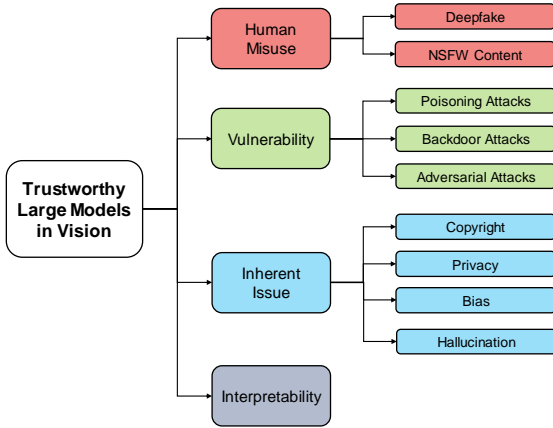 Trustworthy
Large Models
in Vision
Human
Misuse
Deepfake
NSFW Content
Vulnerability
Poisoning Attacks
Backdoor Attacks
Adversarial Attacks
Inherent
Issue
Copyright
Privacy
Bias
Hallucination
Interpretability